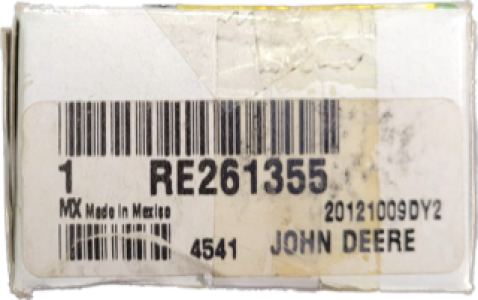 1 RE261355
MX Made in Mexico 20121009DY2
4541 JOHN DEERE